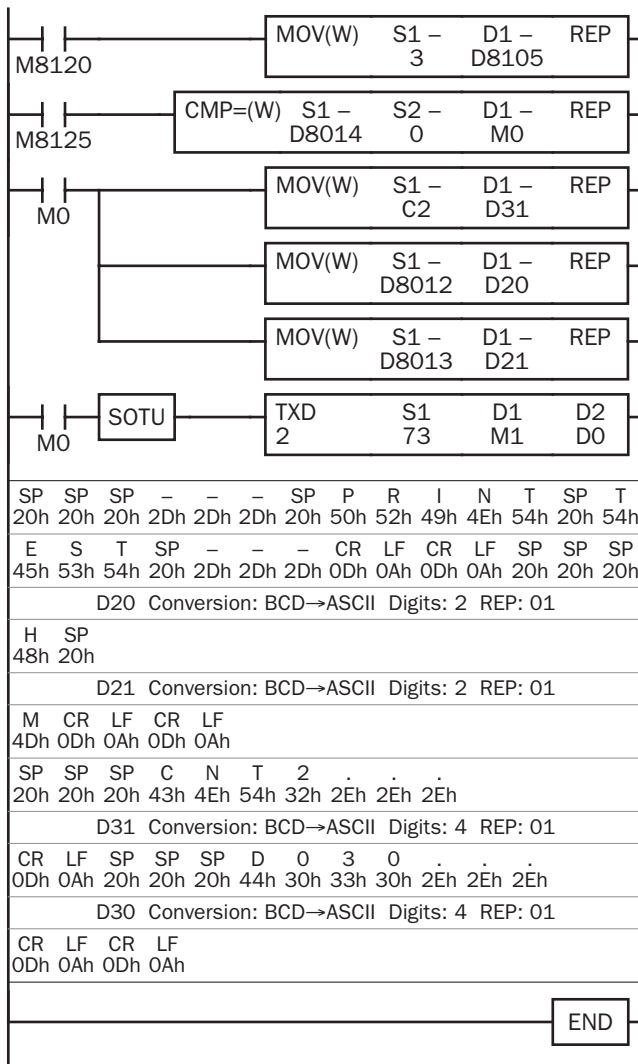 MOV(W) S1 – D1 – REP
M8120 3 D8105
CMP=(W) S1 – S2 – D1 – REP
M8125 D8014 0 M0
MOV(W) S1 – D1 – REP
M0 C2 D31
MOV(W) S1 – D1 – REP
D8012 D20
MOV(W) S1 – D1 – REP
D8013 D21
SOTU TXD S1 D1 D2
M0 2 73 M1 D0
SP SP SP – – – SP P R I N T SP T
20h 20h 20h 2Dh 2Dh 2Dh 20h 50h 52h 49h 4Eh 54h 20h 54h
E S T SP – – – CR LF CR LF SP SP SP
45h 53h 54h 20h 2Dh 2Dh 2Dh 0Dh 0Ah 0Dh 0Ah 20h 20h 20h
D20 Conversion: BCD→ASCII Digits: 2 REP: 01
H SP
48h 20h
D21 Conversion: BCD→ASCII Digits: 2 REP: 01
M CR LF CR LF
4Dh 0Dh 0Ah 0Dh 0Ah
SP SP SP C N T 2 . . .
20h 20h 20h 43h 4Eh 54h 32h 2Eh 2Eh 2Eh
D31 Conversion: BCD→ASCII Digits: 4 REP: 01
CR LF SP SP SP D 0 3 0 . . .
0Dh 0Ah 20h 20h 20h 44h 30h 33h 30h 2Eh 2Eh 2Eh
D30 Conversion: BCD→ASCII Digits: 4 REP: 01
CR LF CR LF
0Dh 0Ah 0Dh 0Ah
END